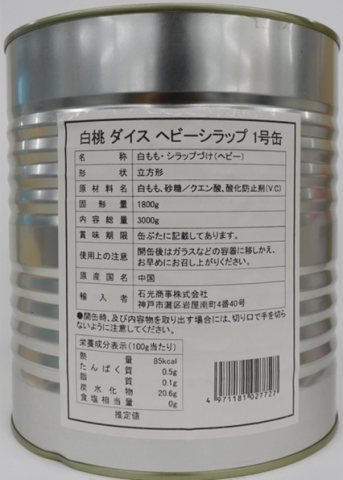 白桃 ダイス ヘビーシラップ 1号缶
名 称 白もも・シラップづけ(ヘビー)
形 状 立方形
原 材 料 名 白もも、砂糖／クエン酸、酸化防止剤(V.C)
固 形 量 1800g
内 容 総 量 3000g
賞 味 期 限 缶ぶたに記載してあります。
使用上の注意 開缶後はガラスなどの容器に移しかえ、
お早めにお召し上がりください。
原 産 国 名 中国
輸 入 者 石光商事株式会社
神戸市灘区岩屋南町4番40号
●開缶時、及び内容物を取り出す場合には、切り口で手を切ら
ないように注意してください。
栄養成分表示(100g当たり)
熱 量 85kcal
たんぱく質 0.5g
脂 質 0.1g
炭 水 化 物 20.6g
食塩相当量 0g
推定値
4 971181 027727